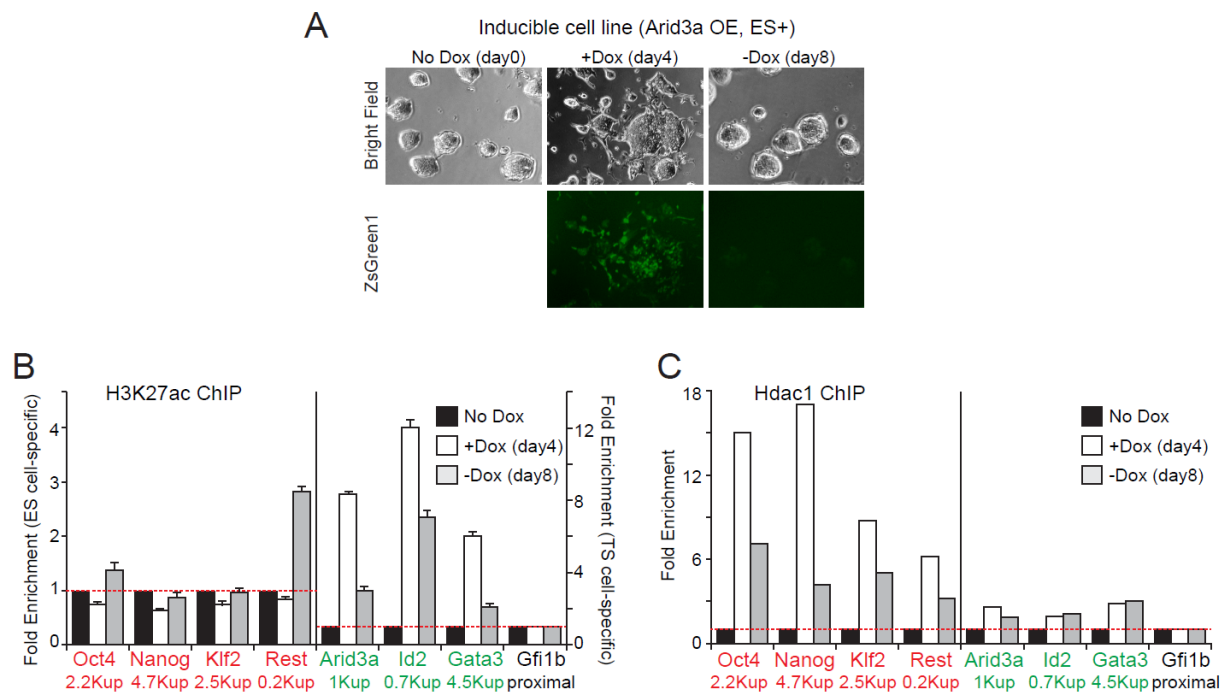 A
Inducible cell line (Arid3a OE, ES+)
No Dox (day0) +Dox (day4) -Dox (day8)
Bright Field
ZsGreen1
B
H3K27ac ChIP
Fold Enrichment (ES cell-specific)
4
3
2
1
0
No Dox
+Dox (day4)
-Dox (day8)
12
8
4
0
Fold Enrichment (TS cell-specific)
Oct4 Nanog Klf2 Rest Arid3a Id2 Gata3 Gfi1b
2.2Kup 4.7Kup 2.5Kup 0.2Kup 1Kup 0.7Kup 4.5Kup proximal
C
Hdac1 ChIP
Fold Enrichment
18
12
6
0
No Dox
+Dox (day4)
-Dox (day8)
Oct4 Nanog Klf2 Rest Arid3a Id2 Gata3 Gfi1b
2.2Kup 4.7Kup 2.5Kup 0.2Kup 1Kup 0.7Kup 4.5Kup proximal